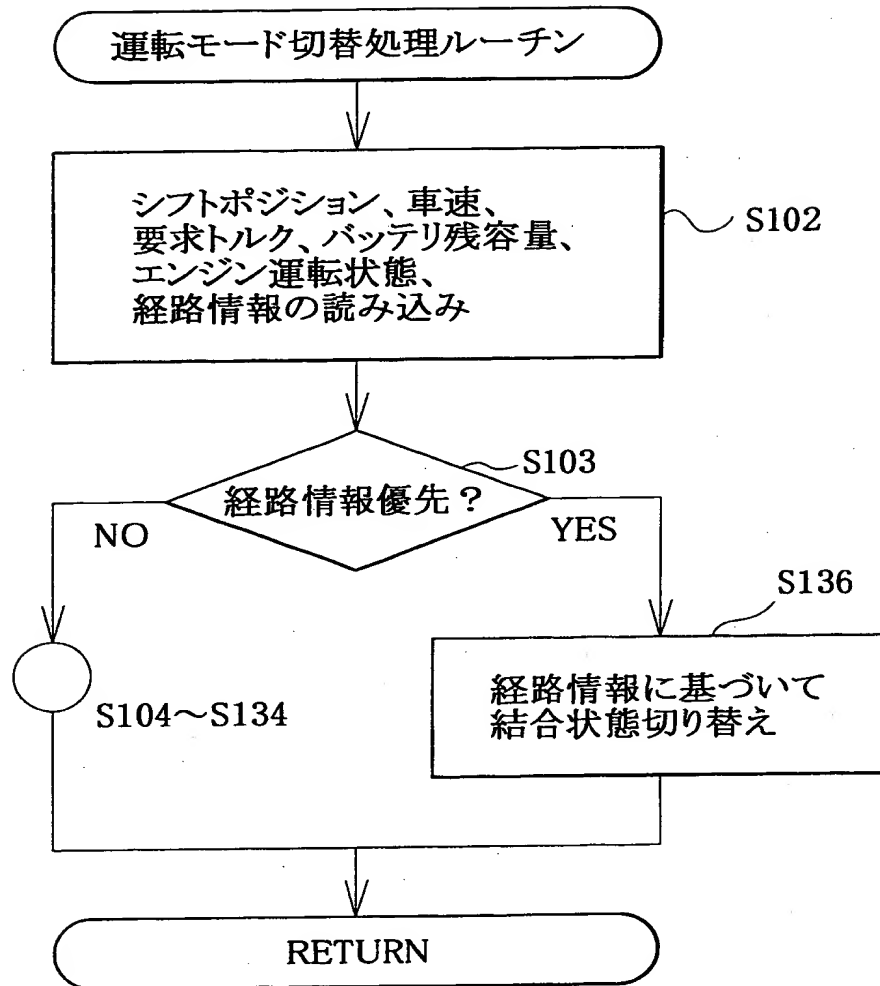 運転モード切替処理ルーチン
シフトポジション、車速、
要求トルク、バッテリ残容量、
エンジン運転状態、
経路情報の読み込み
S102
S103
経路情報優先？
NO
YES
S136
S104～S134
経路情報に基づいて
結合状態切り替え
RETURN